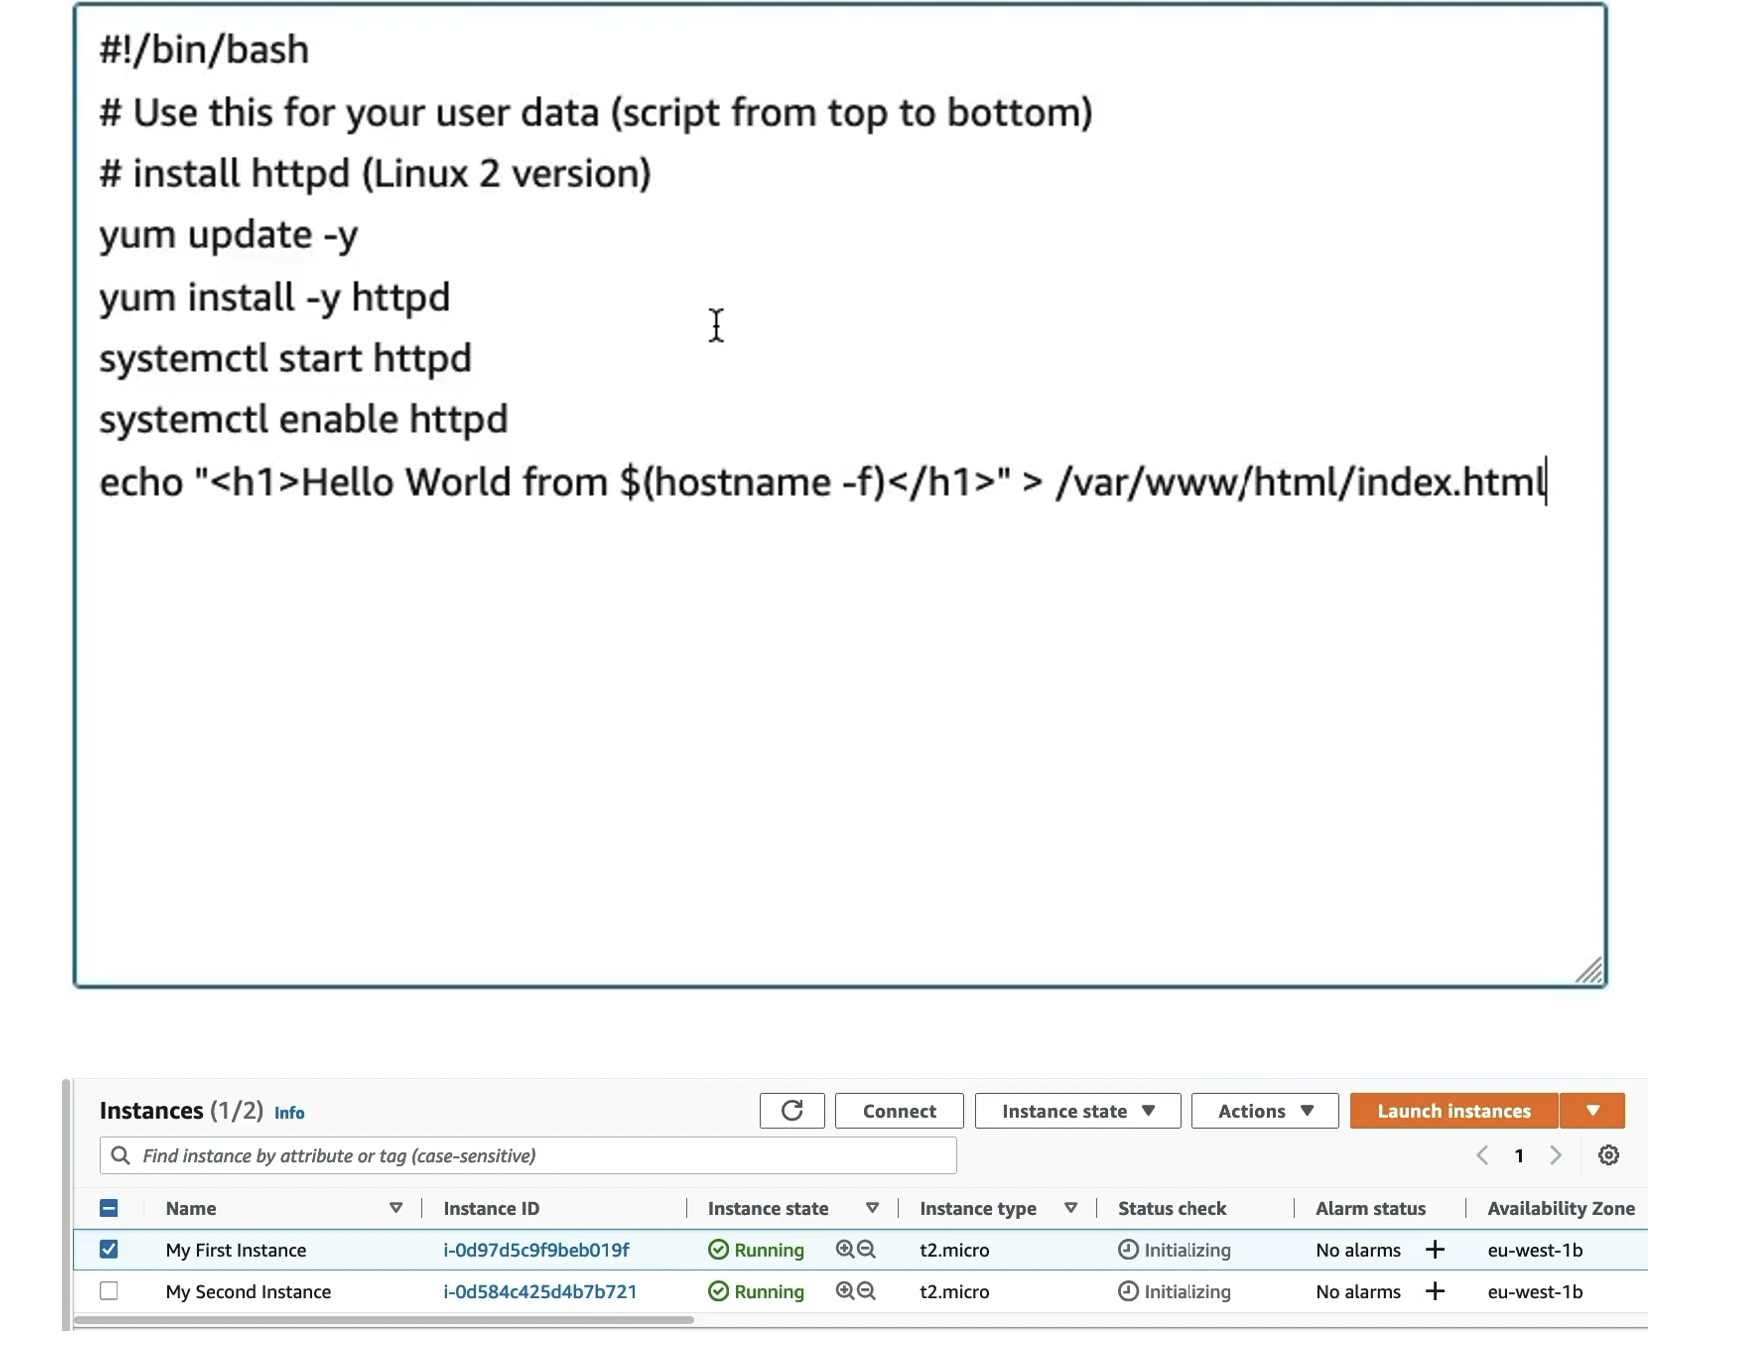 #!/bin/bash
# Use this for your user data (script from top to bottom)
# install httpd (Linux 2 version)
yum update -y
yum install -y httpd
systemctl start httpd
systemctl enable httpd
echo "<h1>Hello World from $(hostname -f)</h1>" > /var/www/html/index.html
Instances (1/2) Info Connect Instance state Actions Launch instances
Find instance by attribute or tag (case-sensitive) 1
Name Instance ID Instance state Instance type Status check Alarm status Availability Zone
My First Instance i-0d97d5c9f9beb019f Running t2.micro Initializing No alarms + eu-west-1b
My Second Instance i-0d584c425d4b7b721 Running t2.micro Initializing No alarms + eu-west-1b